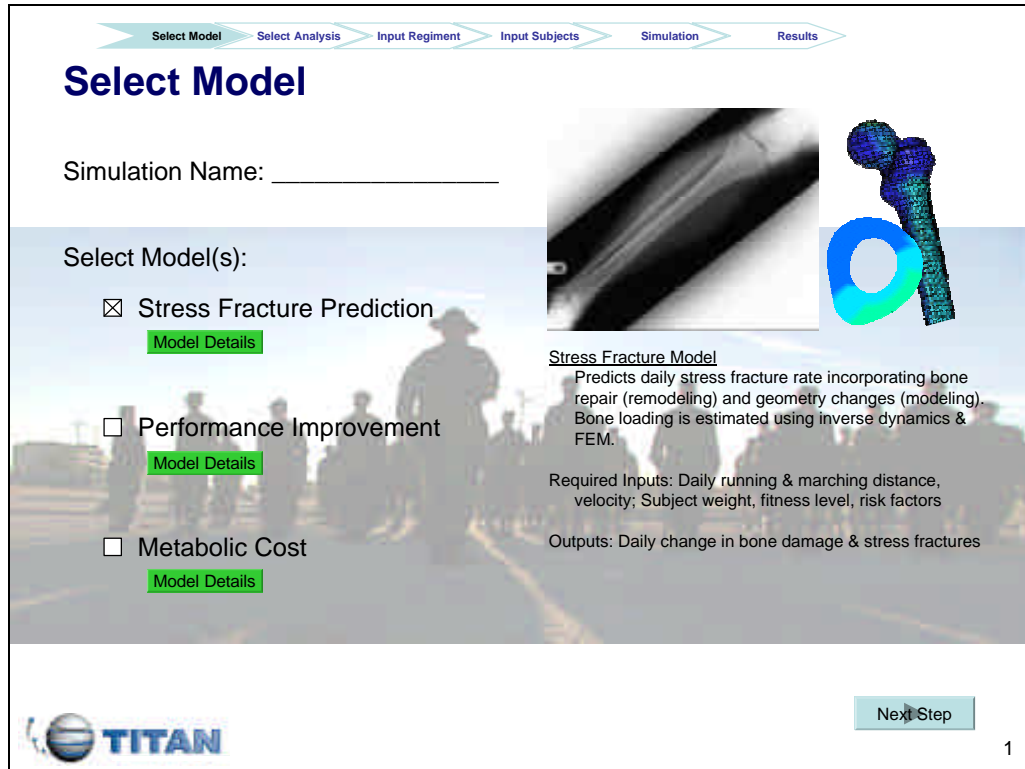 Select Model Select Analysis Input Regiment Input Subjects Simulation Results
Select Model
Simulation Name: ________________
Select Model(s):
Stress Fracture Prediction
Model Details
Performance Improvement
Model Details
Metabolic Cost
Model Details
Stress Fracture Model
Predicts daily stress fracture rate incorporating bone
repair (remodeling) and geometry changes (modeling).
Bone loading is estimated using inverse dynamics &
FEM.
Required Inputs: Daily running & marching distance,
velocity; Subject weight, fitness level, risk factors
Outputs: Daily change in bone damage & stress fractures
Next Step
TITAN
1